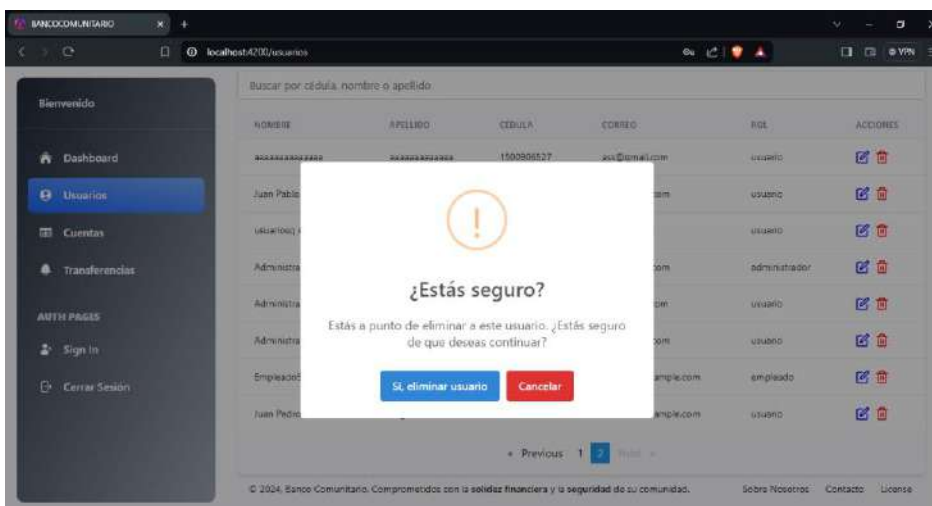 BANCOCOMUNITARIO
localhost:4200/usuarios
VPN
Bienvenido
Dashboard
Usuarios
Cuentas
Transferencias
AUTH PAGES
Sign In
Cerrar Sesión
Buscar por cédula, nombre o apellido
NOMBRE APELLIDO CEDULA CORREO ROL ACCIONES
1500906527 usuario
Juan Pablo usuario
usuario
Administra administrador
Administra usuario
Administra usuario
empleado
Juan Pedro usuario
¿Estás seguro?
Estás a punto de eliminar a este usuario. ¿Estás seguro
de que deseas continuar?
Sí, eliminar usuario Cancelar
« Previous 1 2 Next »
© 2024, Banco Comunitario. Comprometidos con la solidez financiera y la seguridad de su comunidad. Sobre Nosotros Contacto License